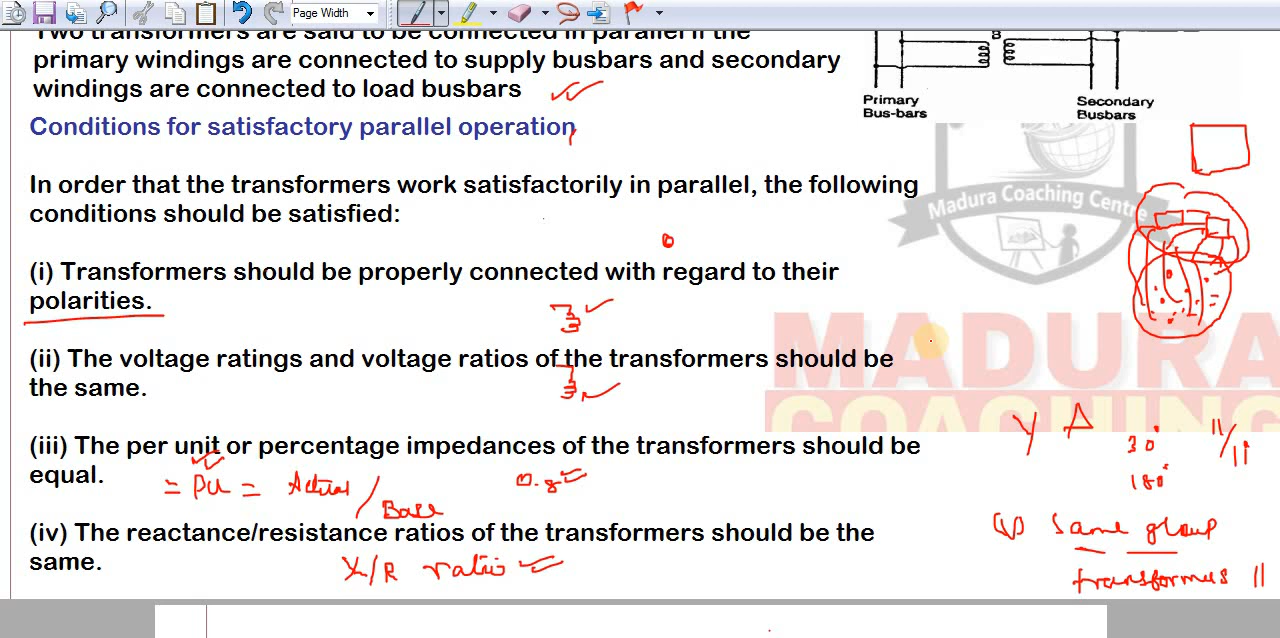 Page Width
Two transformers are said to be connected in parallel if the
primary windings are connected to supply busbars and secondary
windings are connected to load busbars
B
Primary
Bus-bars
Secondary
Busbars
Conditions for satisfactory parallel operation
In order that the transformers work satisfactorily in parallel, the following
conditions should be satisfied:
Madura Coaching Centre
(i) Transformers should be properly connected with regard to their
polarities.
(ii) The voltage ratings and voltage ratios of the transformers should be
the same.
MADURA
COACHING
(iii) The per unit or percentage impedances of the transformers should be
equal.
= PU = Actual / Base
0.8
Y Δ
30°
180°
11/11
(iv) The reactance/resistance ratios of the transformers should be the
same.
X/R ratio
(v) Same group
transformers ||